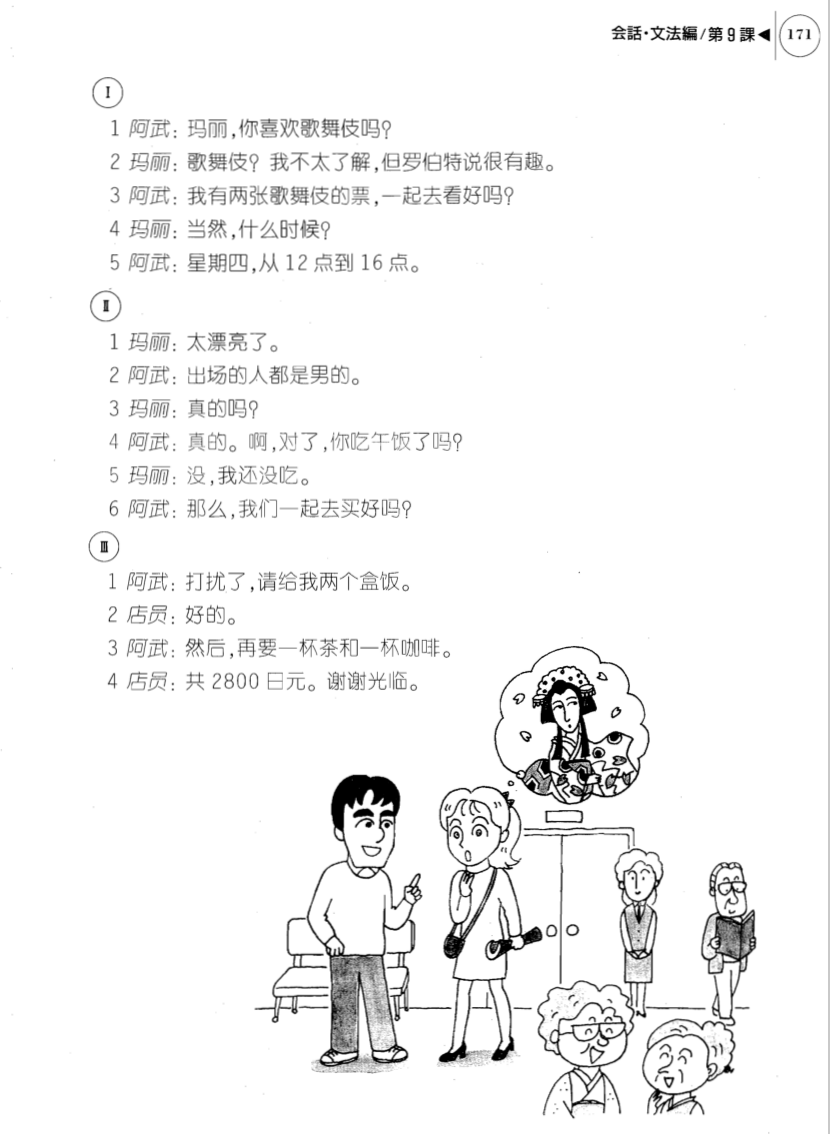 会話・文法編/第9課◀ 171
Ⅰ
1 阿武: 玛丽,你喜欢歌舞伎吗?
2 玛丽: 歌舞伎? 我不太了解,但罗伯特说很有趣。
3 阿武: 我有两张歌舞伎的票,一起去看好吗?
4 玛丽: 当然,什么时候?
5 阿武: 星期四,从 12 点到 16 点。
Ⅱ
1 玛丽: 太漂亮了。
2 阿武: 出场的人都是男的。
3 玛丽: 真的吗?
4 阿武: 真的。啊,对了,你吃午饭了吗?
5 玛丽: 没,我还没吃。
6 阿武: 那么,我们一起去买好吗?
Ⅲ
1 阿武: 打扰了,请给我两个盒饭。
2 店员: 好的。
3 阿武: 然后,再要一杯茶和一杯咖啡。
4 店员: 共 2800 日元。谢谢光临。